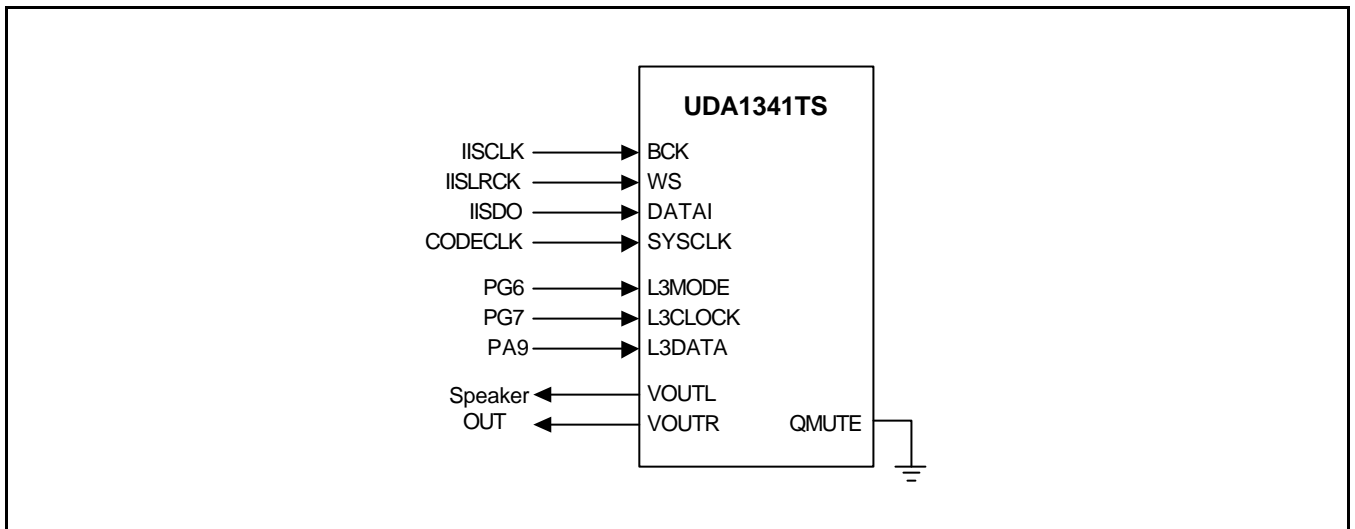 UDA1341TS
IISCLK BCK
IISLRCK WS
IISDO DATAI
CODECLK SYSCLK
PG6 L3MODE
PG7 L3CLOCK
PA9 L3DATA
Speaker VOUTL
OUT VOUTR QMUTE